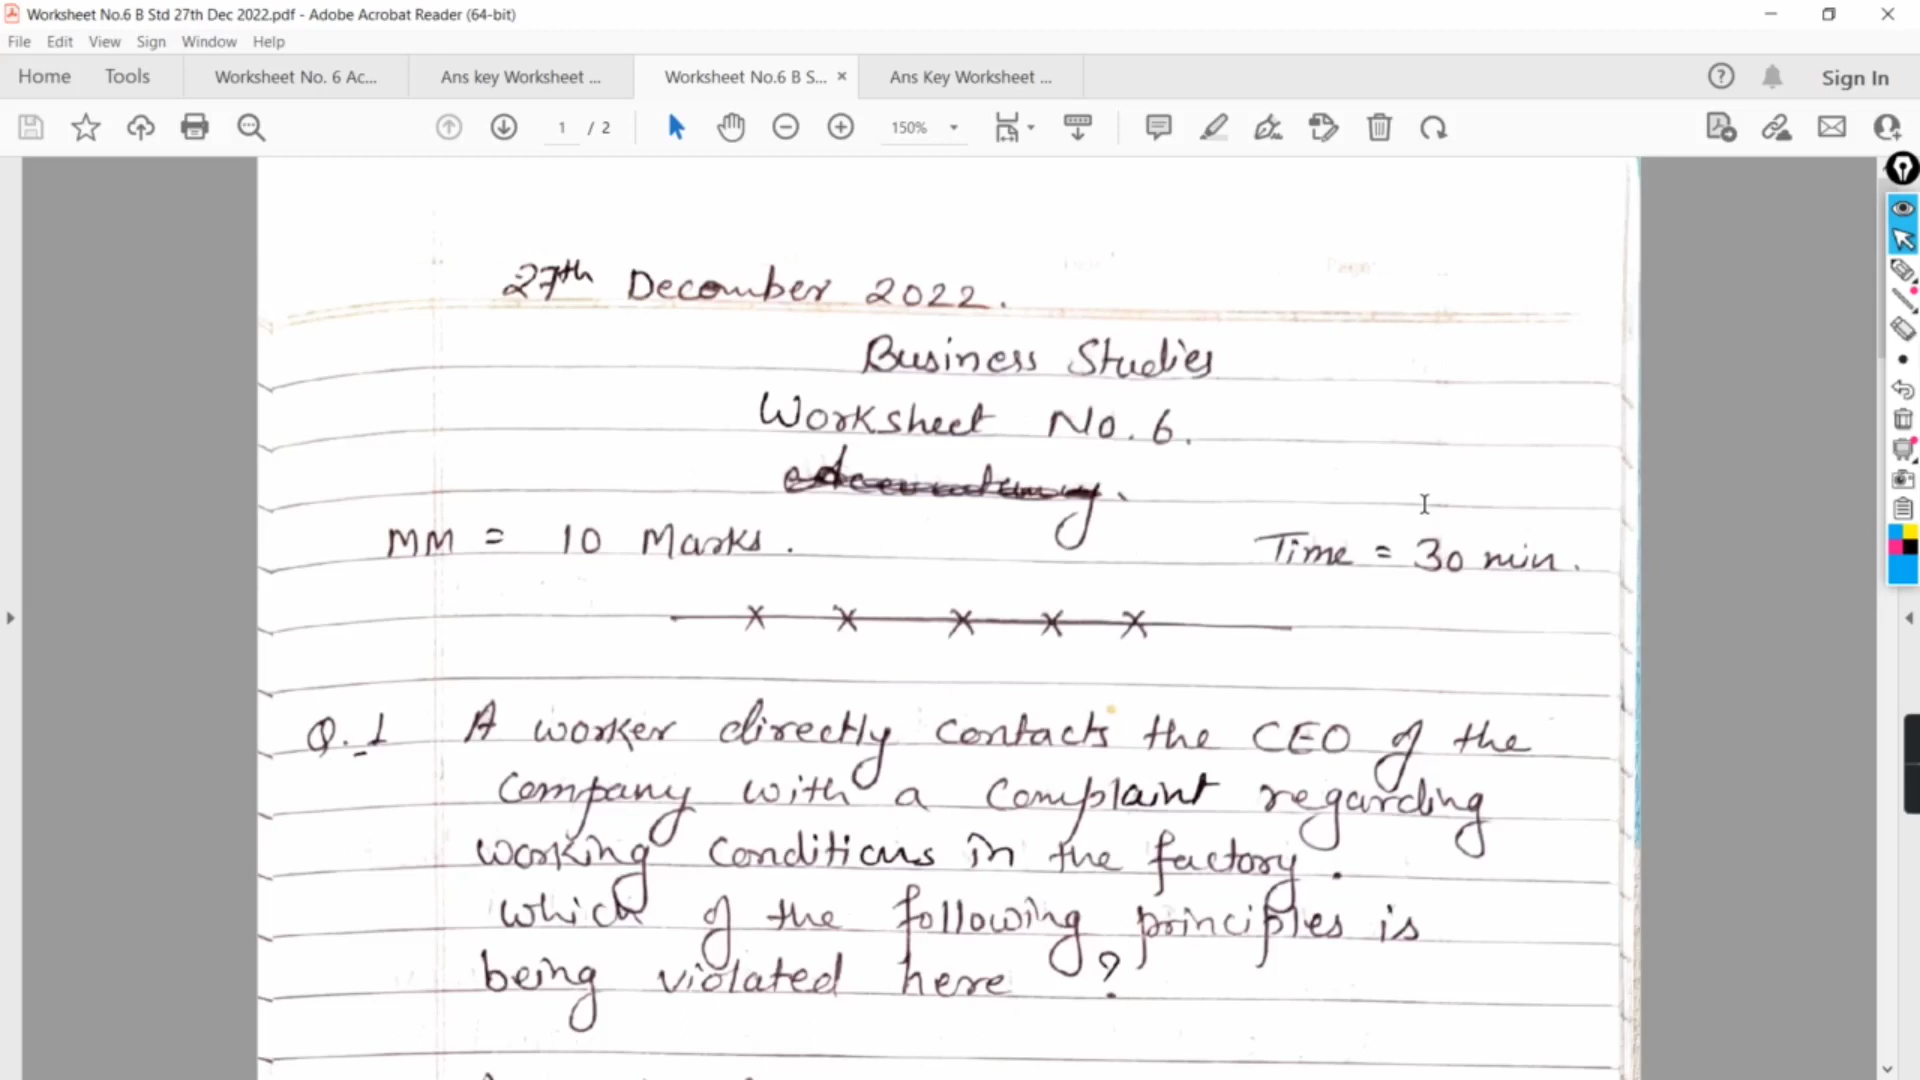 Worksheet No.6 B Std 27th Dec 2022.pdf - Adobe Acrobat Reader (64-bit)
File Edit View Sign Window Help
Home Tools Worksheet No. 6 Ac... Ans key Worksheet ... Worksheet No.6 B S... × Ans Key Worksheet ... Sign In
1 / 2 150%
27th December 2022.
Business Studies
Worksheet No. 6.
MM = 10 Marks. Time = 30 min.
Q.1 A worker directly contacts the CEO of the
company with a complaint regarding
working conditions in the factory.
which of the following principles is
being violated here ?